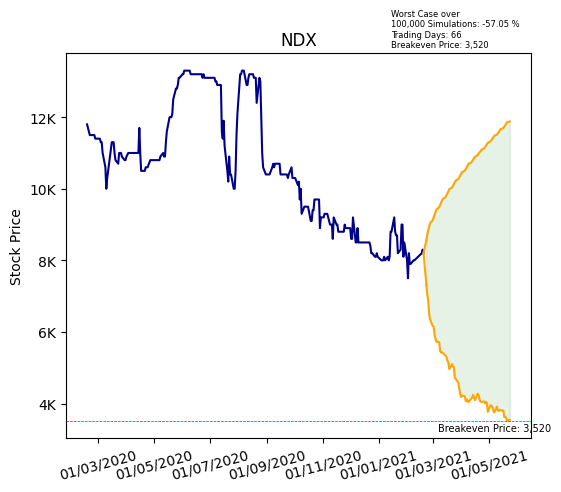 Worst Case over
100,000 Simulations: -57.05 %
Trading Days: 66
Breakeven Price: 3,520
NDX
Stock Price
12K
10K
8K
6K
4K
Breakeven Price: 3,520
01/03/2020
01/05/2020
01/07/2020
01/09/2020
01/11/2020
01/01/2021
01/03/2021
01/05/2021